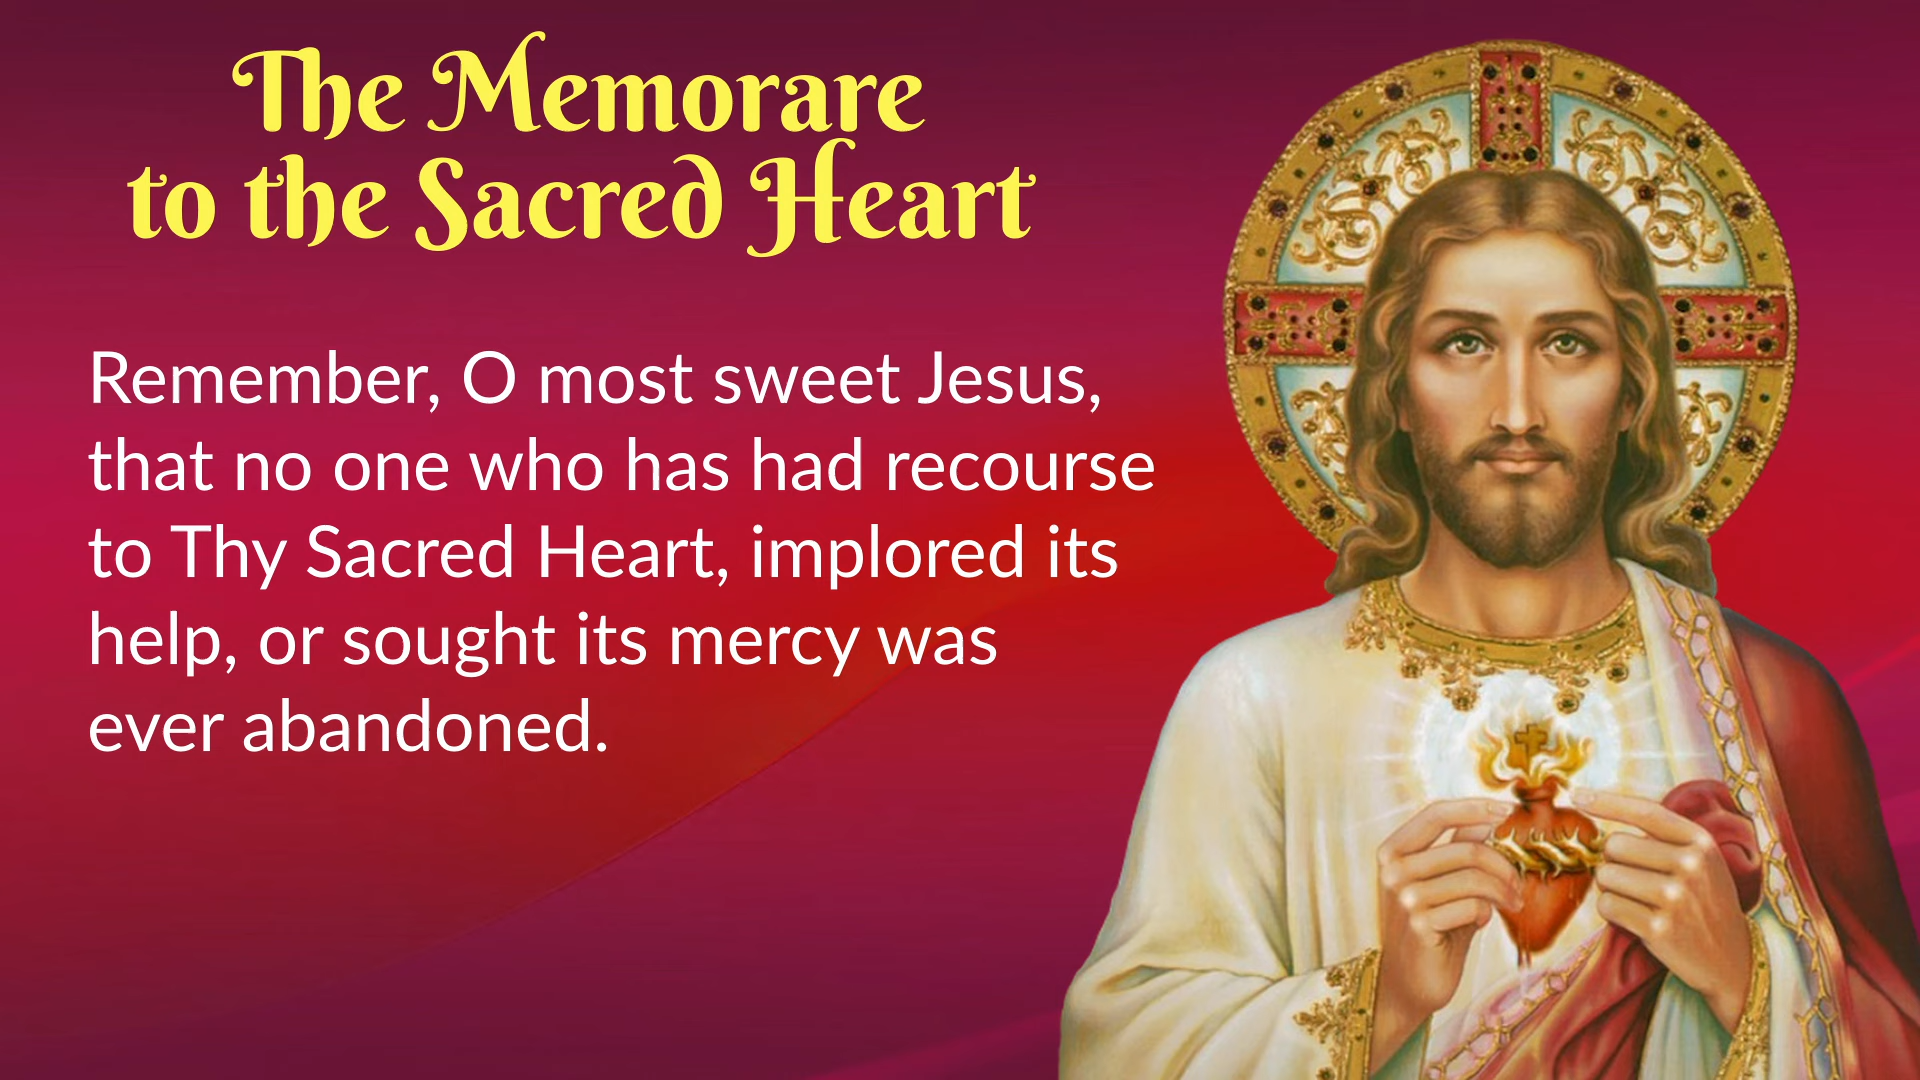 The Memorare
to the Sacred Heart
Remember, O most sweet Jesus,
that no one who has had recourse
to Thy Sacred Heart, implored its
help, or sought its mercy was
ever abandoned.